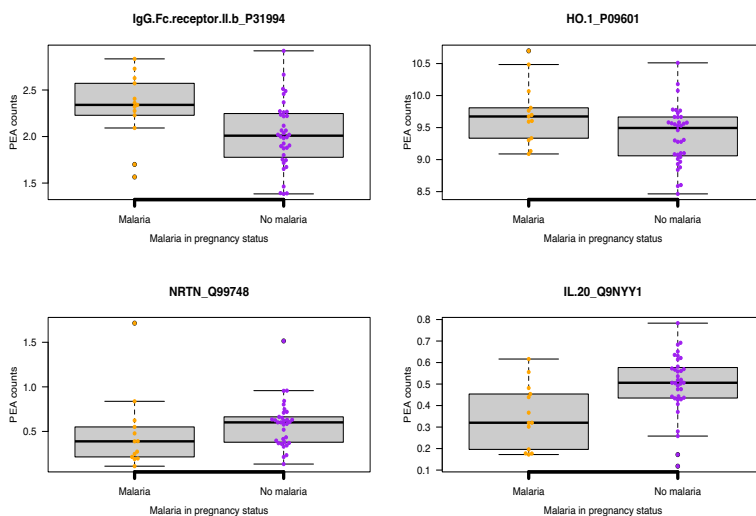 IgG.Fc.receptor.II.b_P31994
PEA counts
2.5
2.0
1.5
Malaria
No malaria
Malaria in pregnancy status
HO.1_P09601
PEA counts
10.5
10.0
9.5
9.0
8.5
Malaria
No malaria
Malaria in pregnancy status
NRTN_Q99748
PEA counts
1.5
1.0
0.5
Malaria
No malaria
Malaria in pregnancy status
IL.20_Q9NYY1
PEA counts
0.8
0.7
0.6
0.5
0.4
0.3
0.2
0.1
Malaria
No malaria
Malaria in pregnancy status